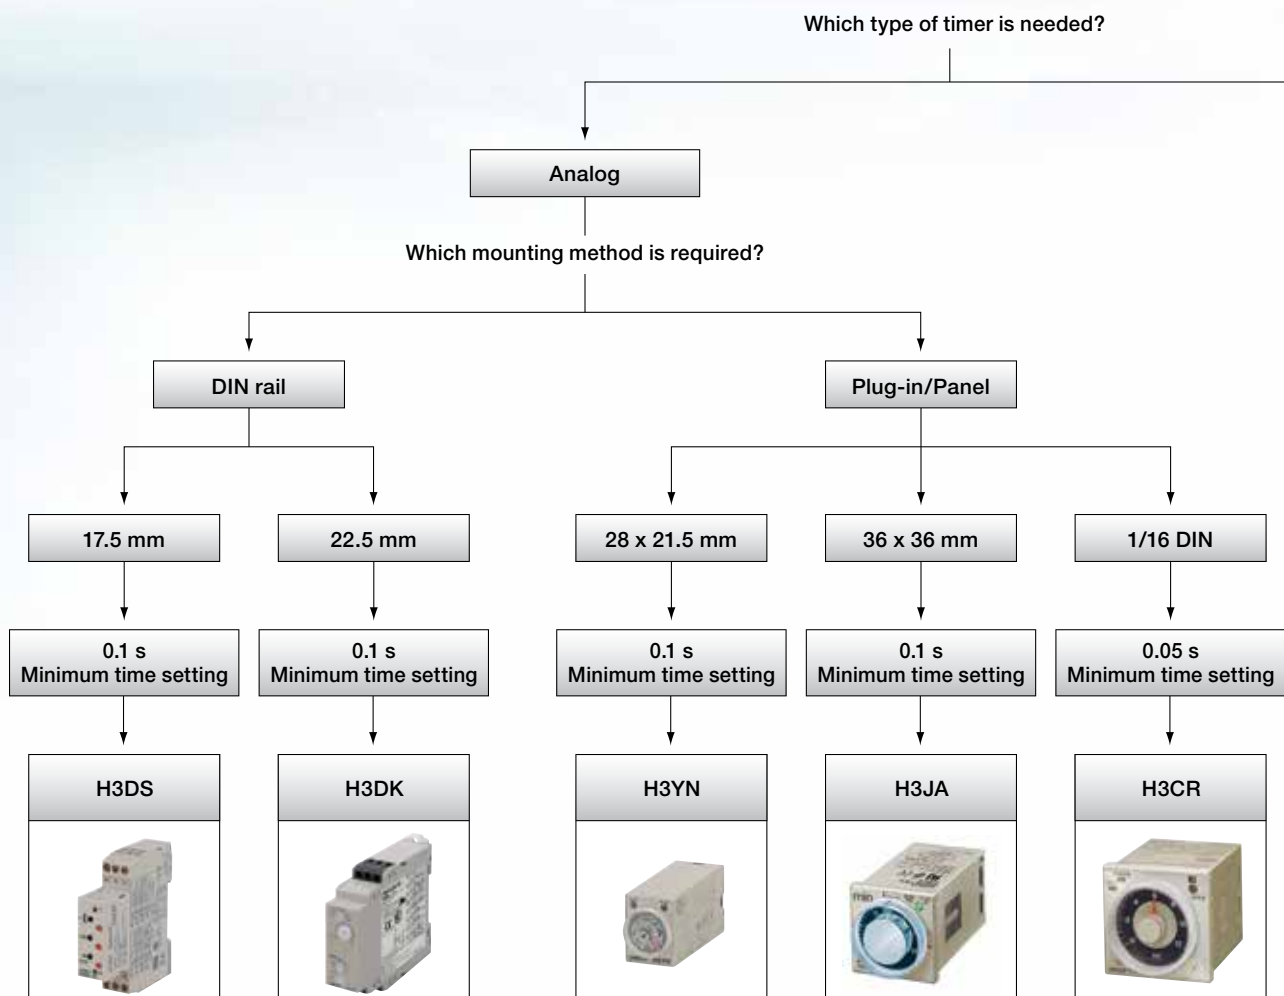 Which type of timer is needed?
Analog
Which mounting method is required?
DIN rail
Plug-in/Panel
17.5 mm
22.5 mm
28 x 21.5 mm
36 x 36 mm
1/16 DIN
0.1 s
Minimum time setting
0.1 s
Minimum time setting
0.1 s
Minimum time setting
0.1 s
Minimum time setting
0.05 s
Minimum time setting
H3DS
H3DK
H3YN
H3JA
H3CR
min